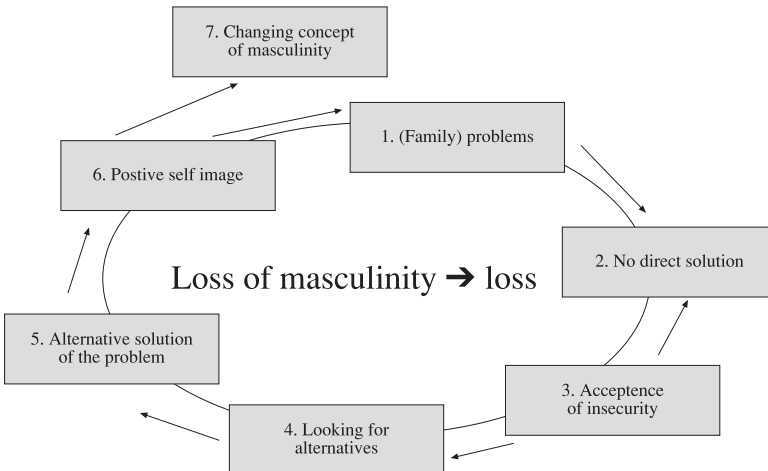 7. Changing concept
of masculinity
1. (Family) problems
6. Postive self image
2. No direct solution
Loss of masculinity ➔ loss
5. Alternative solution
of the problem
3. Acceptence
of insecurity
4. Looking for
alternatives